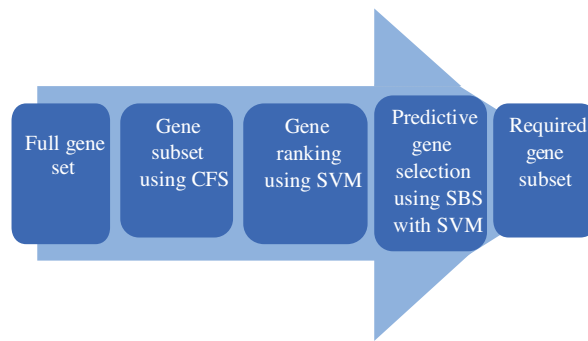 Full gene
set
Gene
subset
using CFS
Gene
ranking
using SVM
Predictive
gene
selection
using SBS
with SVM
Required
gene
subset